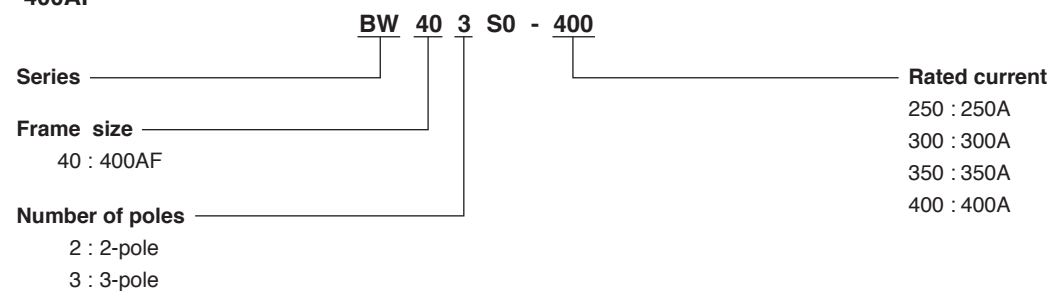 400AF
BW 40 3 S0 - 400
Series
Rated current
250 : 250A
300 : 300A
350 : 350A
400 : 400A
Frame size
40 : 400AF
Number of poles
2 : 2-pole
3 : 3-pole